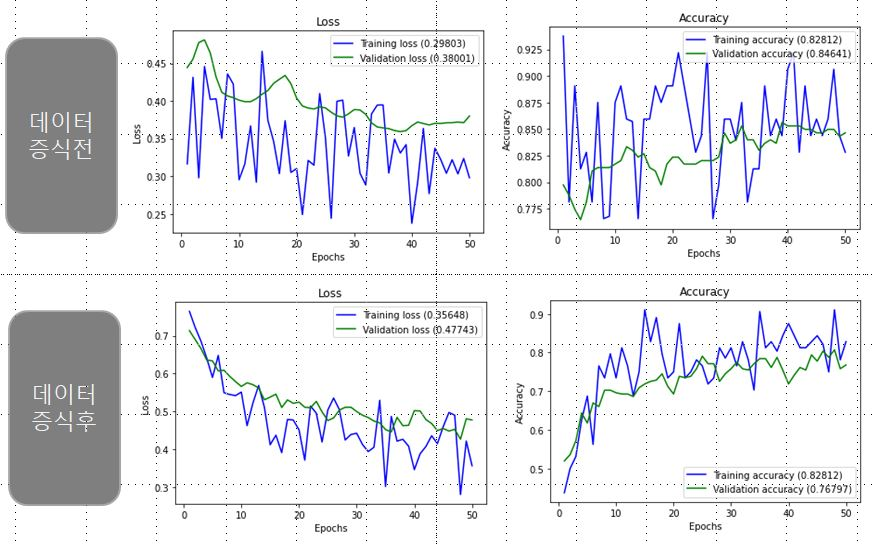 데이터
증식전
Loss
Training loss (0.29803)
Validation loss (0.38001)
Loss
0.45
0.40
0.35
0.30
0.25
0
10
20
30
40
50
Epochs
Accuracy
Training accuracy (0.82812)
Validation accuracy (0.84641)
Accuracy
0.925
0.900
0.875
0.850
0.825
0.800
0.775
0
10
20
30
40
50
Epochs
데이터
증식후
Loss
Training loss (0.35648)
Validation loss (0.47743)
Loss
0.7
0.6
0.5
0.4
0.3
0
10
20
30
40
50
Epochs
Accuracy
Accuracy
0.9
0.8
0.7
0.6
0.5
Training accuracy (0.82812)
Validation accuracy (0.76797)
0
10
20
30
40
50
Epochs